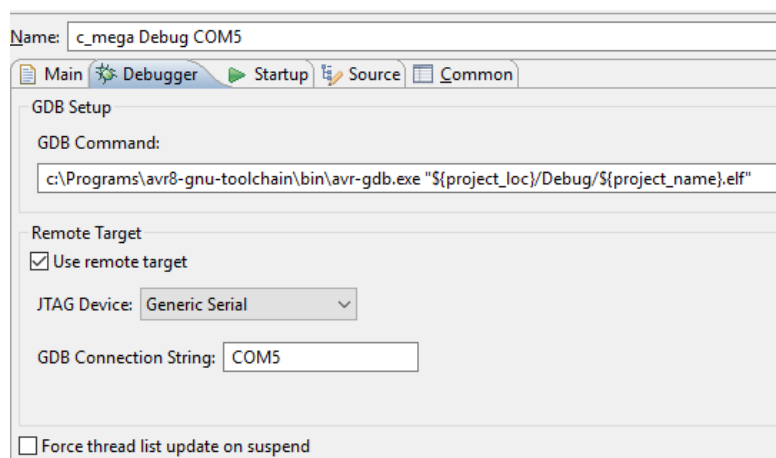 Name: c_mega Debug COM5
Main Debugger Startup Source Common
GDB Setup
GDB Command:
c:\Programs\avr8-gnu-toolchain\bin\avr-gdb.exe "${project_loc}/Debug/${project_name}.elf"
Remote Target
Use remote target
JTAG Device: Generic Serial
GDB Connection String: COM5
Force thread list update on suspend